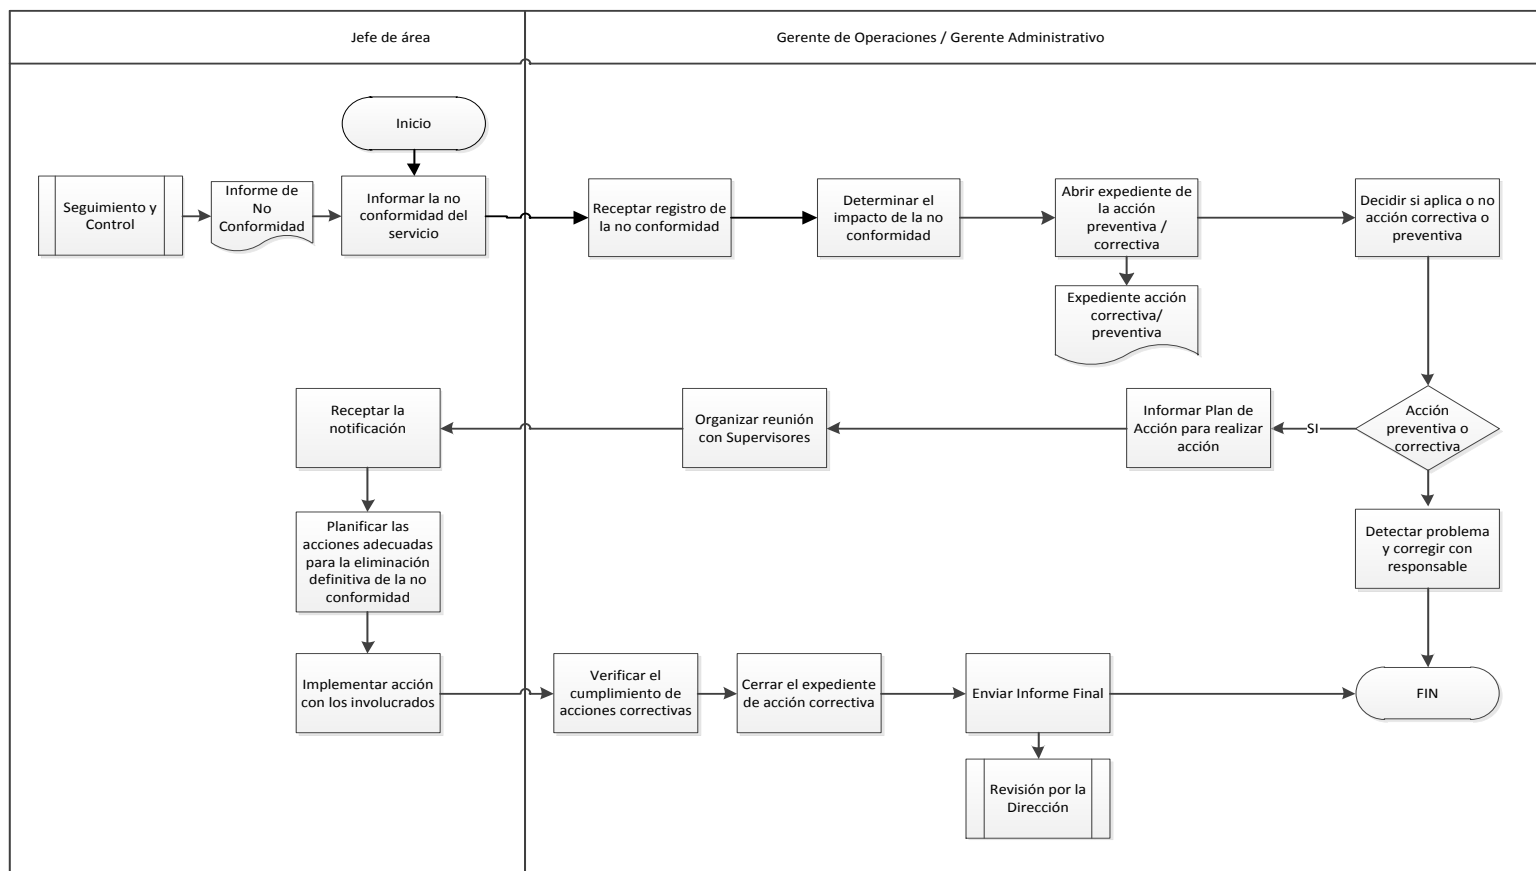 Jefe de área
Gerente de Operaciones / Gerente Administrativo
Inicio
Seguimiento y
Control
Informe de
No
Conformidad
Informar la no
conformidad del
servicio
Receptar registro de
la no conformidad
Determinar el
impacto de la no
conformidad
Abrir expediente de
la acción
preventiva /
correctiva
Decidir si aplica o no
acción correctiva o
preventiva
Expediente acción
correctiva/
preventiva
Receptar la
notificación
Organizar reunión
con Supervisores
Informar Plan de
Acción para realizar
acción
SI
Acción
preventiva o
correctiva
Planificar las
acciones adecuadas
para la eliminación
definitiva de la no
conformidad
Detectar problema
y corregir con
responsable
Implementar acción
con los involucrados
Verificar el
cumplimiento de
acciones correctivas
Cerrar el expediente
de acción correctiva
Enviar Informe Final
FIN
Revisión por la
Dirección